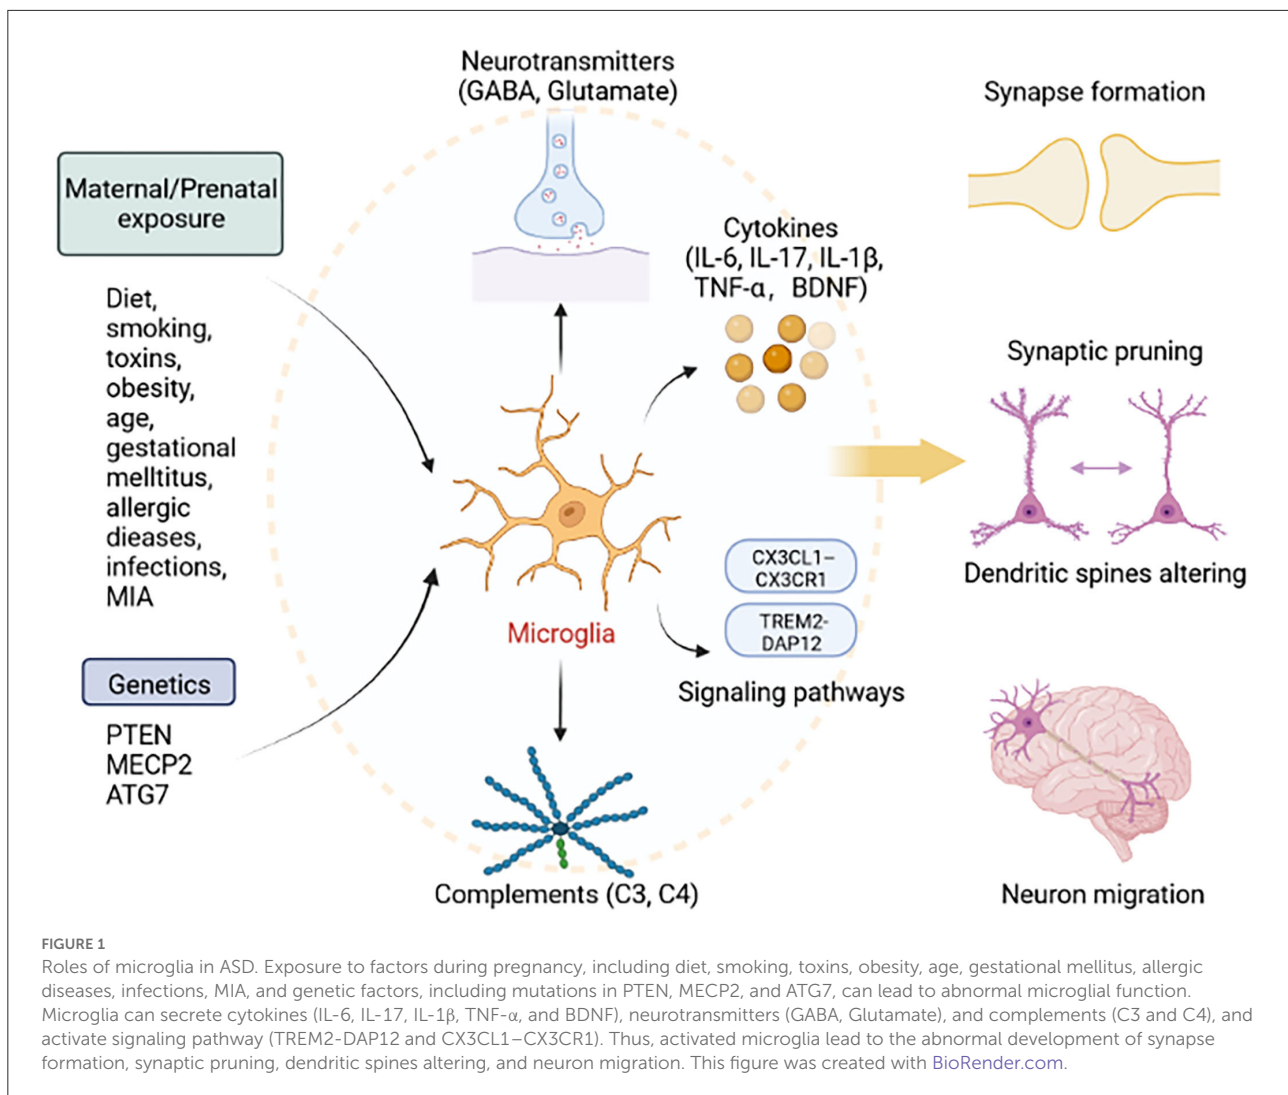 Neurotransmitters
(GABA, Glutamate)
Synapse formation
Maternal/Prenatal
exposure
Diet,
smoking,
toxins,
obesity,
age,
gestational
melltitus,
allergic
dieases,
infections,
MIA
Cytokines
(IL-6, IL-17, IL-1β,
TNF-α, BDNF)
Synaptic pruning
Dendritic spines altering
CX3CL1–
CX3CR1
TREM2-
DAP12
Signaling pathways
Microglia
Genetics
PTEN
MECP2
ATG7
Complements (C3, C4)
Neuron migration
FIGURE 1
Roles of microglia in ASD. Exposure to factors during pregnancy, including diet, smoking, toxins, obesity, age, gestational mellitus, allergic
diseases, infections, MIA, and genetic factors, including mutations in PTEN, MECP2, and ATG7, can lead to abnormal microglial function.
Microglia can secrete cytokines (IL-6, IL-17, IL-1β, TNF-α, and BDNF), neurotransmitters (GABA, Glutamate), and complements (C3 and C4), and
activate signaling pathway (TREM2-DAP12 and CX3CL1–CX3CR1). Thus, activated microglia lead to the abnormal development of synapse
formation, synaptic pruning, dendritic spines altering, and neuron migration. This figure was created with BioRender.com.